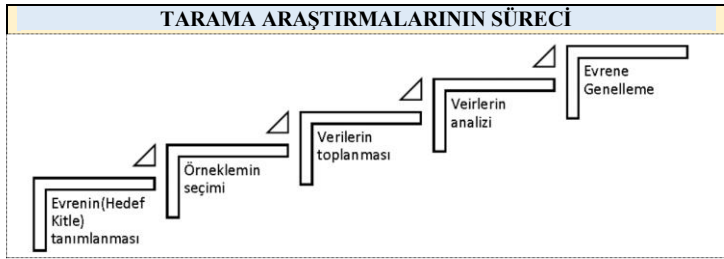 TARAMA ARAŞTIRMALARININ SÜRECİ
Evrenin(Hedef
Kitle)
tanımlanması
Örneklemin
seçimi
Verilerin
toplanması
Veirlerin
analizi
Evrene
Genelleme